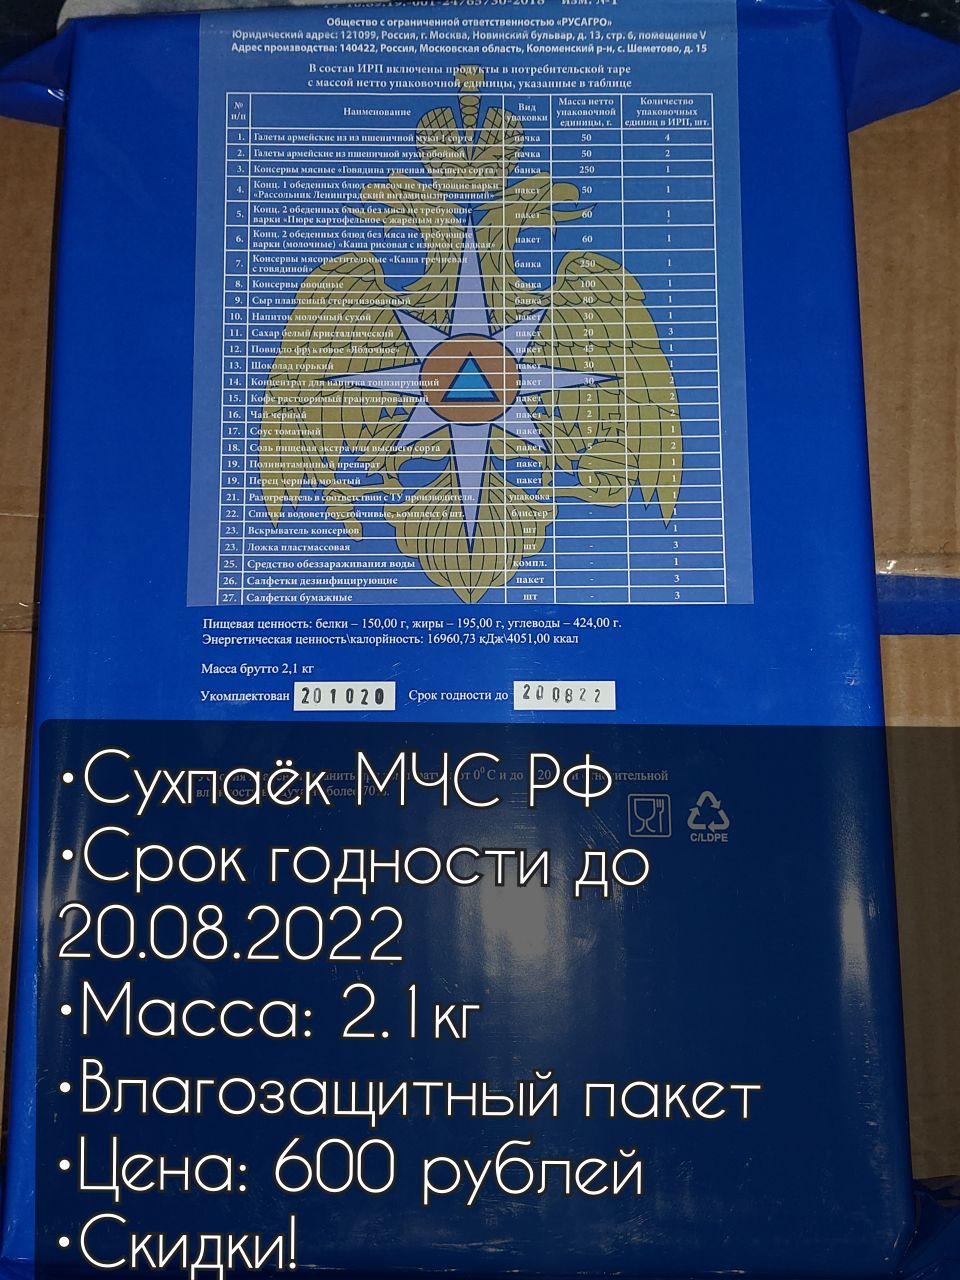 Общество с ограниченной ответственностью «РУСАГРО»
Юридический адрес: 121099, Россия, г. Москва, Новинский бульвар, д. 13, стр. 6, помещение V
Адрес производства: 140422, Россия, Московская область, Коломенский р-н, с. Шеметово, д. 15
В состав ИРП включены продукты в потребительской таре
с массой нетто упаковочной единицы, указанные в таблице
№ п/п Наименование Вид упаковки Масса нетто упаковочной единицы, г. Количество упаковочных единиц в ИРП, шт.
1. Галеты армейские из из пшеничной муки 1 сорта пачка 50 4
2. Галеты армейские из пшеничной муки обойной пачка 50 2
3. Консервы мясные «Говядина тушеная высшего сорта» банка 250 1
4. Конц. 1 обеденных блюд с мясом не требующие варки
«Рассольник Ленинградский витаминизированный» пакет 50 1
5. Конц. 2 обеденных блюд без мяса не требующие
варки «Пюре картофельное с жареным луком» пакет 60 1
6. Конц. 2 обеденных блюд без мяса не требующие
варки (молочные) «Каша рисовая с изюмом сладкая» пакет 60 1
7. Консервы мясорастительные «Каша гречневая
с говядиной» банка 250 1
8. Консервы овощные банка 100 1
9. Сыр плавленый стерилизованный банка 80 1
10. Напиток молочный сухой пакет 30 1
11. Сахар белый кристаллический пакет 20 3
12. Повидло фруктовое «Яблочное» пакет 45 1
13. Шоколад горький пакет 30 1
14. Концентрат для напитка тонизирующий пакет 30 2
15. Кофе растворимый гранулированный пакет 2 2
16. Чай черный пакет 2 2
17. Соус томатный пакет 5 1
18. Соль пищевая экстра или высшего сорта пакет 5 2
19. Поливитаминный препарат пакет - 1
19. Перец черный молотый пакет 1 1
21. Разогреватель в соответствии с ТУ производителя. упаковка - 1
22. Спички водоветроустойчивые, комплект 6 шт. блистер - 1
23. Вскрыватель консервов шт - 1
23. Ложка пластмассовая шт - 3
25. Средство обеззараживания воды компл. - 1
26. Салфетки дезинфицирующие пакет - 3
27. Салфетки бумажные шт - 3
Пищевая ценность: белки – 150,00 г, жиры – 195,00 г, углеводы – 424,00 г.
Энергетическая ценность\калорйность: 16960,73 кДж\4051,00 ккал
Масса брутто 2,1 кг
Укомплектован 201020 Срок годности до 200822
•Сухпаёк МЧС РФ
•Срок годности до
20.08.2022
•Масса: 2.1кг
•Влагозащитный пакет
•Цена: 600 рублей
•Скидки!
C/LDPE